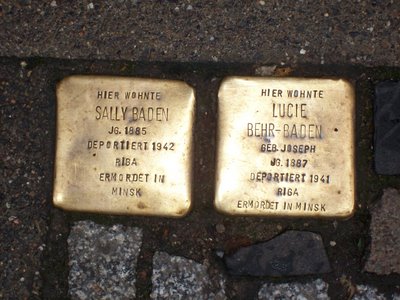 HIER WOHNTE
SALLY BADEN
JG. 1885
DEPORTIERT 1942
RIGA
ERMORDET IN
MINSK
HIER WOHNTE
LUCIE
BEHR-BADEN
GEB. JOSEPH
JG. 1887
DEPORTIERT 1941
RIGA
ERMORDET IN MINSK